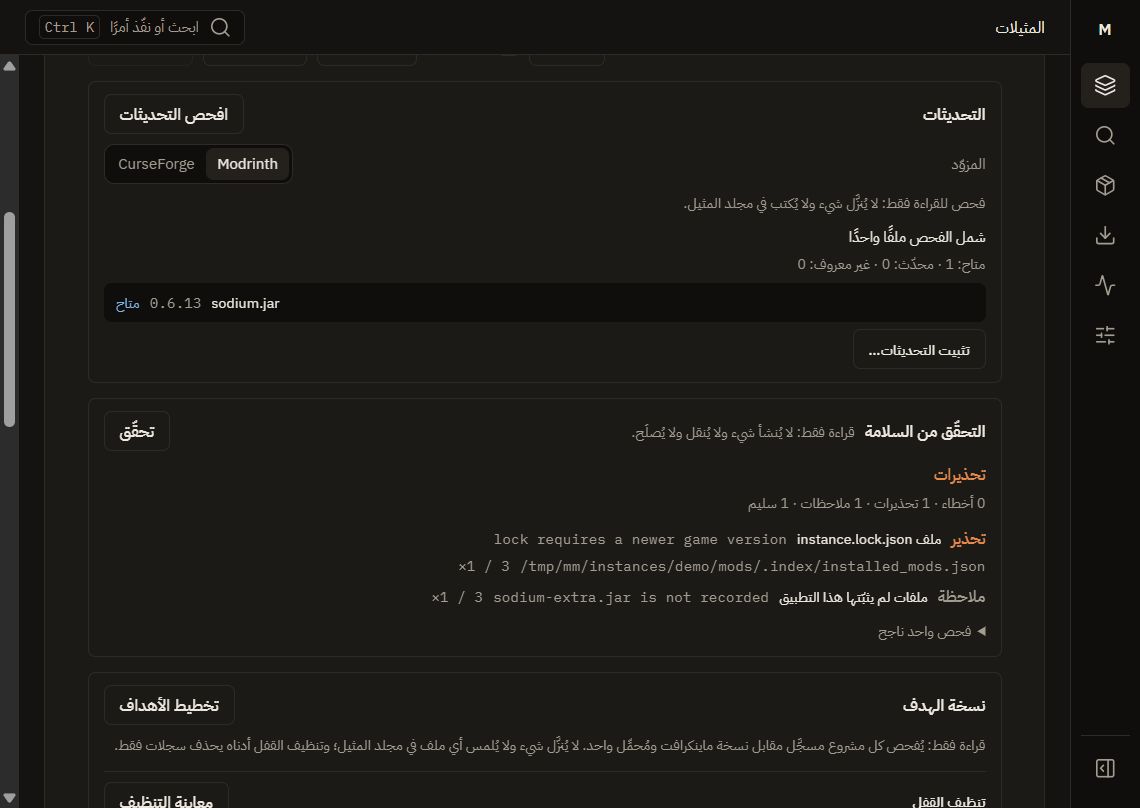 M
المثيلات
ابحث أو نفّذ أمرًا Ctrl K
التحديثات
افحص التحديثات
المزوّد
Modrinth CurseForge
فحص للقراءة فقط: لا يُنزَّل شيء ولا يُكتب في مجلد المثيل.
شمل الفحص ملفًا واحدًا
متاح: 1 · محدّث: 0 · غير معروف: 0
sodium.jar 0.6.13 متاح
تثبيت التحديثات...
التحقّق من السلامة قراءة فقط: لا يُنشأ شيء ولا يُنقل ولا يُصلَح.
تحقّق
تحذيرات
0 أخطاء · 1 تحذيرات · 1 ملاحظات · 1 سليم
تحذير ملف instance.lock.json lock requires a newer game version
×1 / 3 /tmp/mm/instances/demo/mods/.index/installed_mods.json
ملاحظة ملفات لم يثبّتها هذا التطبيق sodium-extra.jar is not recorded ×1 / 3
فحص واحد ناجح
نسخة الهدف
تخطيط الأهداف
قراءة فقط: يُفحص كل مشروع مسجَّل مقابل نسخة ماينكرافت ومُحمِّل واحد. لا يُنزَّل شيء ولا يُلمس أي ملف في مجلد المثيل؛ وتنظيف القفل أدناه يحذف سجلات فقط.
تنظيف القفل
معاينة التنظيف